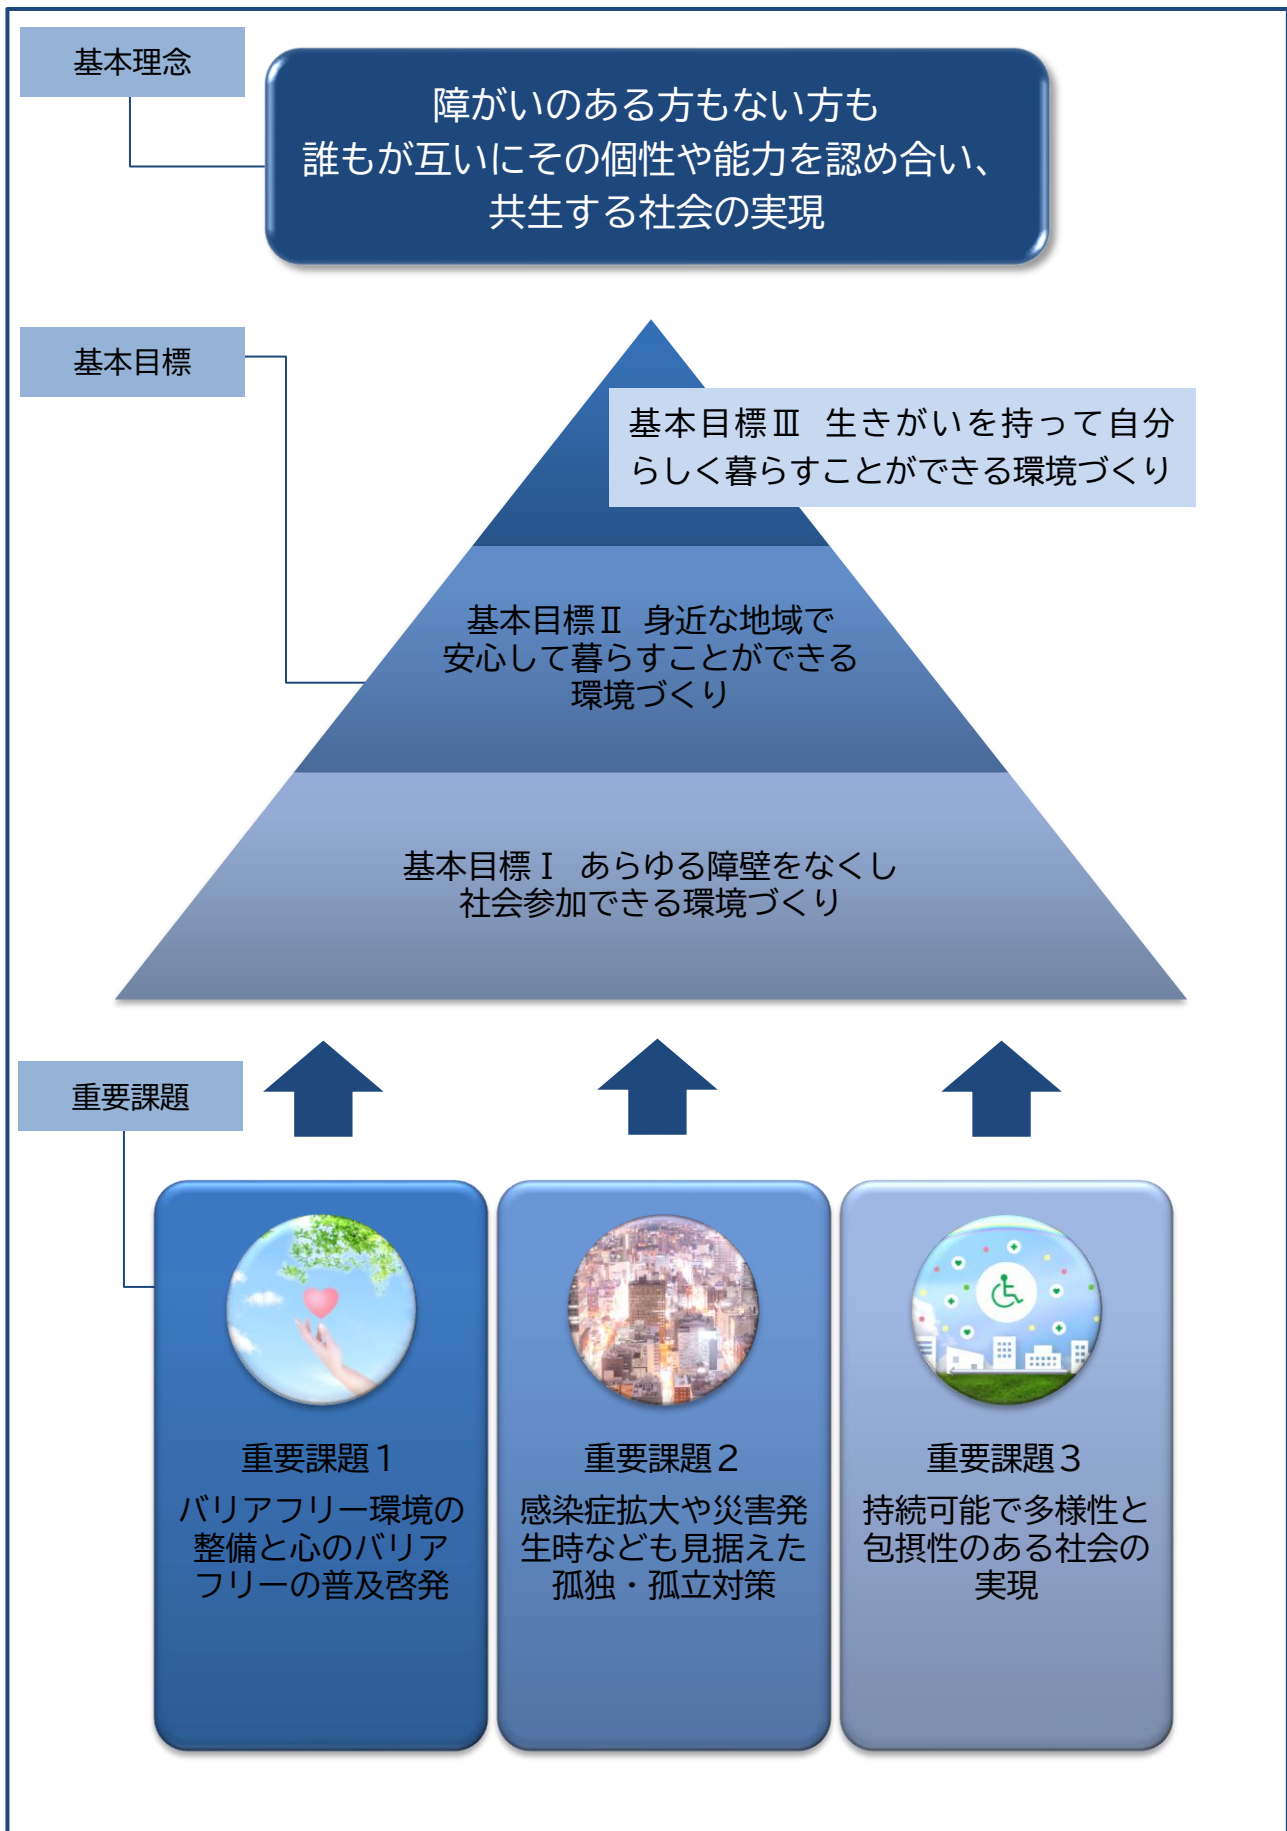 基本理念
障がいのある方もない方も
誰もが互いにその個性や能力を認め合い、
共生する社会の実現
基本目標
基本目標Ⅲ 生きがいを持って自分
らしく暮らすことができる環境づくり
基本目標Ⅱ 身近な地域で
安心して暮らすことができる
環境づくり
基本目標Ⅰ あらゆる障壁をなくし
社会参加できる環境づくり
重要課題
重要課題１
バリアフリー環境の
整備と心のバリア
フリーの普及啓発
重要課題２
感染症拡大や災害発
生時なども見据えた
孤独・孤立対策
重要課題３
持続可能で多様性と
包摂性のある社会の
実現